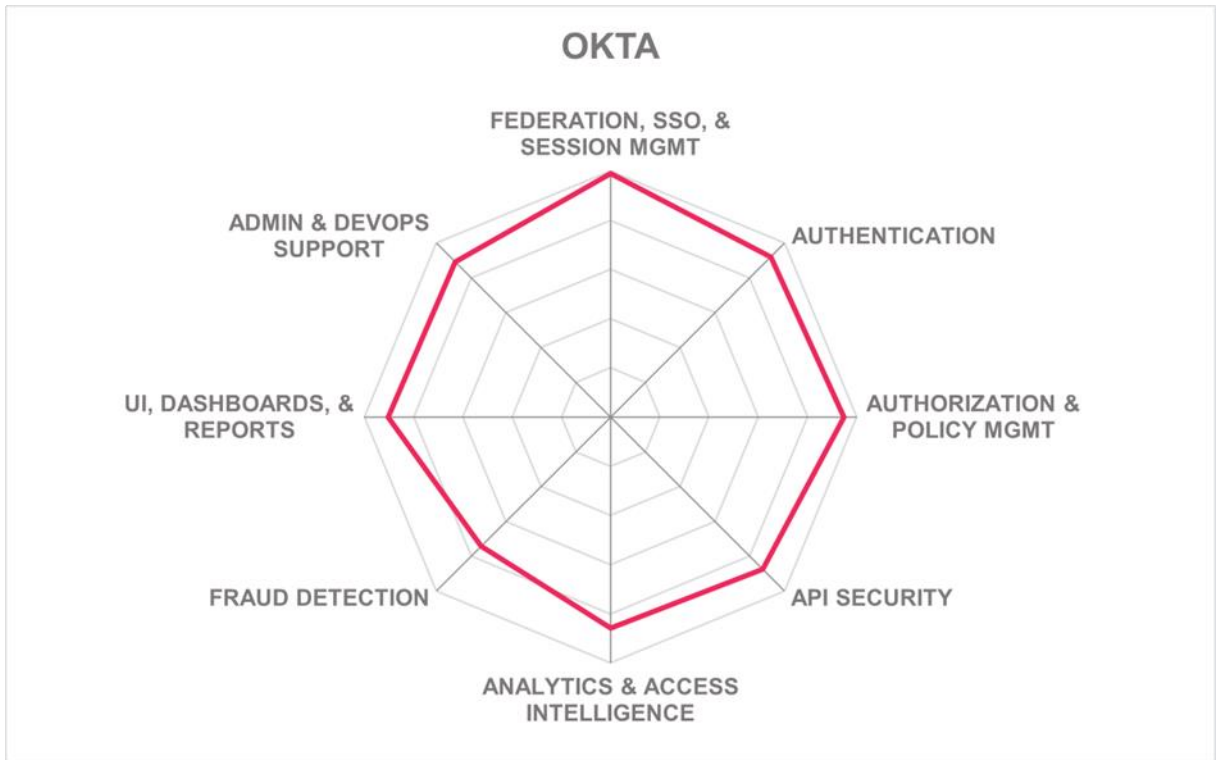 OKTA
FEDERATION, SSO, &
SESSION MGMT
ADMIN & DEVOPS
SUPPORT
AUTHENTICATION
UI, DASHBOARDS, &
REPORTS
AUTHORIZATION &
POLICY MGMT
FRAUD DETECTION
API SECURITY
ANALYTICS & ACCESS
INTELLIGENCE